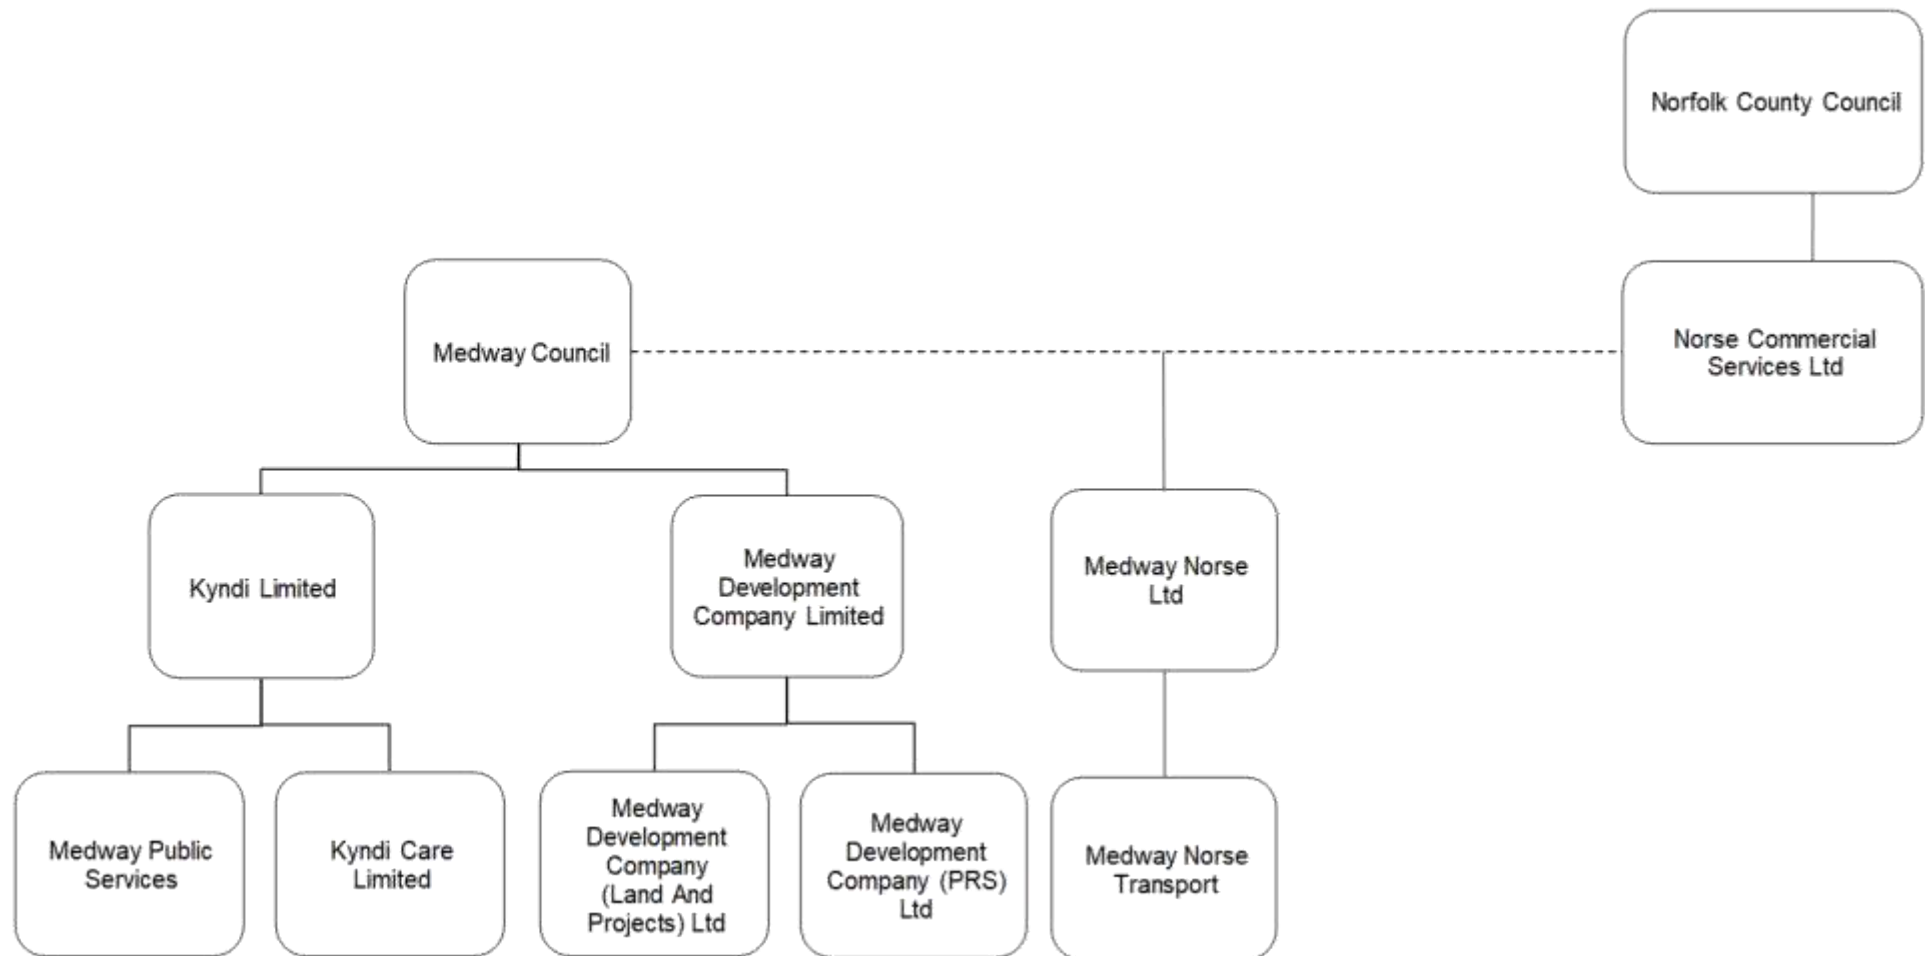 Norfolk County Council
Norse Commercial
Services Ltd
Medway Council
Kyndi Limited
Medway
Development
Company Limited
Medway Norse
Ltd
Medway Public
Services
Kyndi Care
Limited
Medway
Development
Company
(Land And
Projects) Ltd
Medway
Development
Company (PRS)
Ltd
Medway Norse
Transport